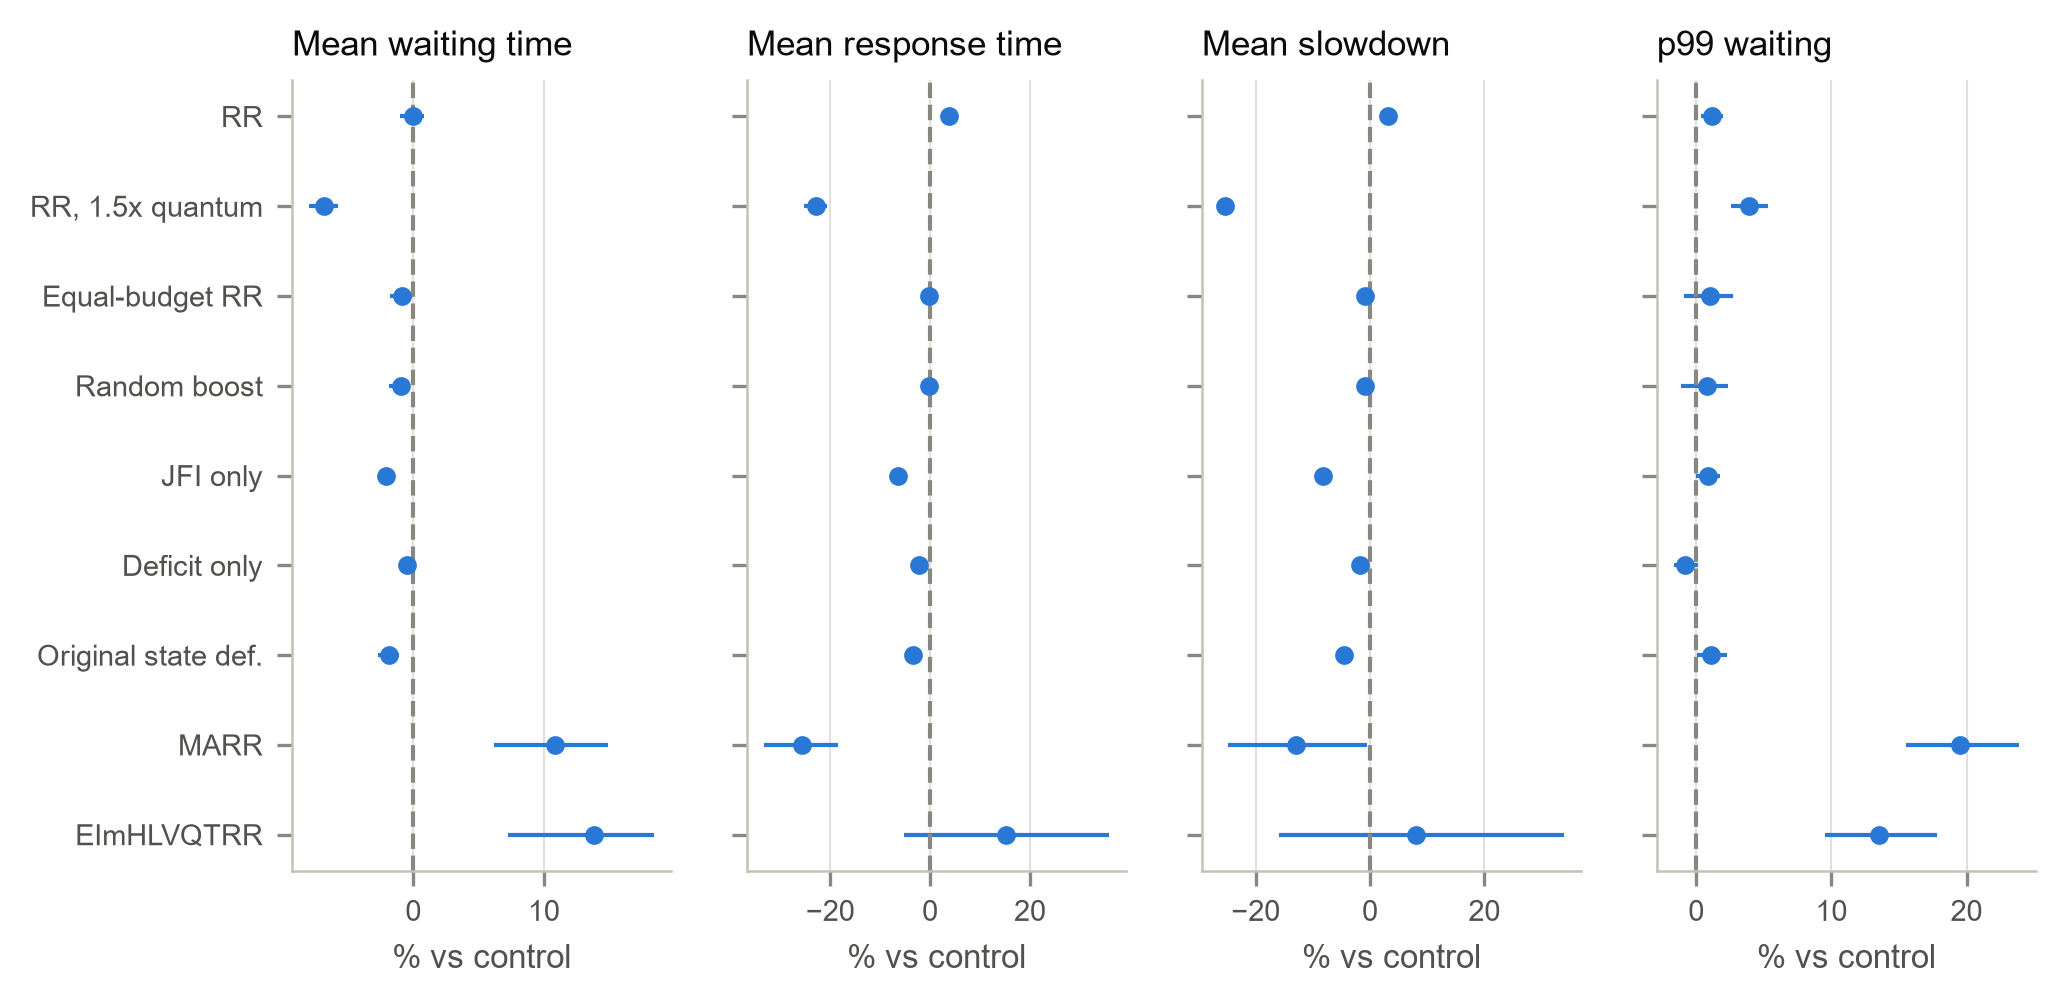 Mean waiting time
Mean response time
Mean slowdown
p99 waiting
RR
RR, 1.5x quantum
Equal-budget RR
Random boost
JFI only
Deficit only
Original state def.
MARR
EImHLVQTRR
0 10
−20 0 20
−20 0 20
0 10 20
% vs control
% vs control
% vs control
% vs control